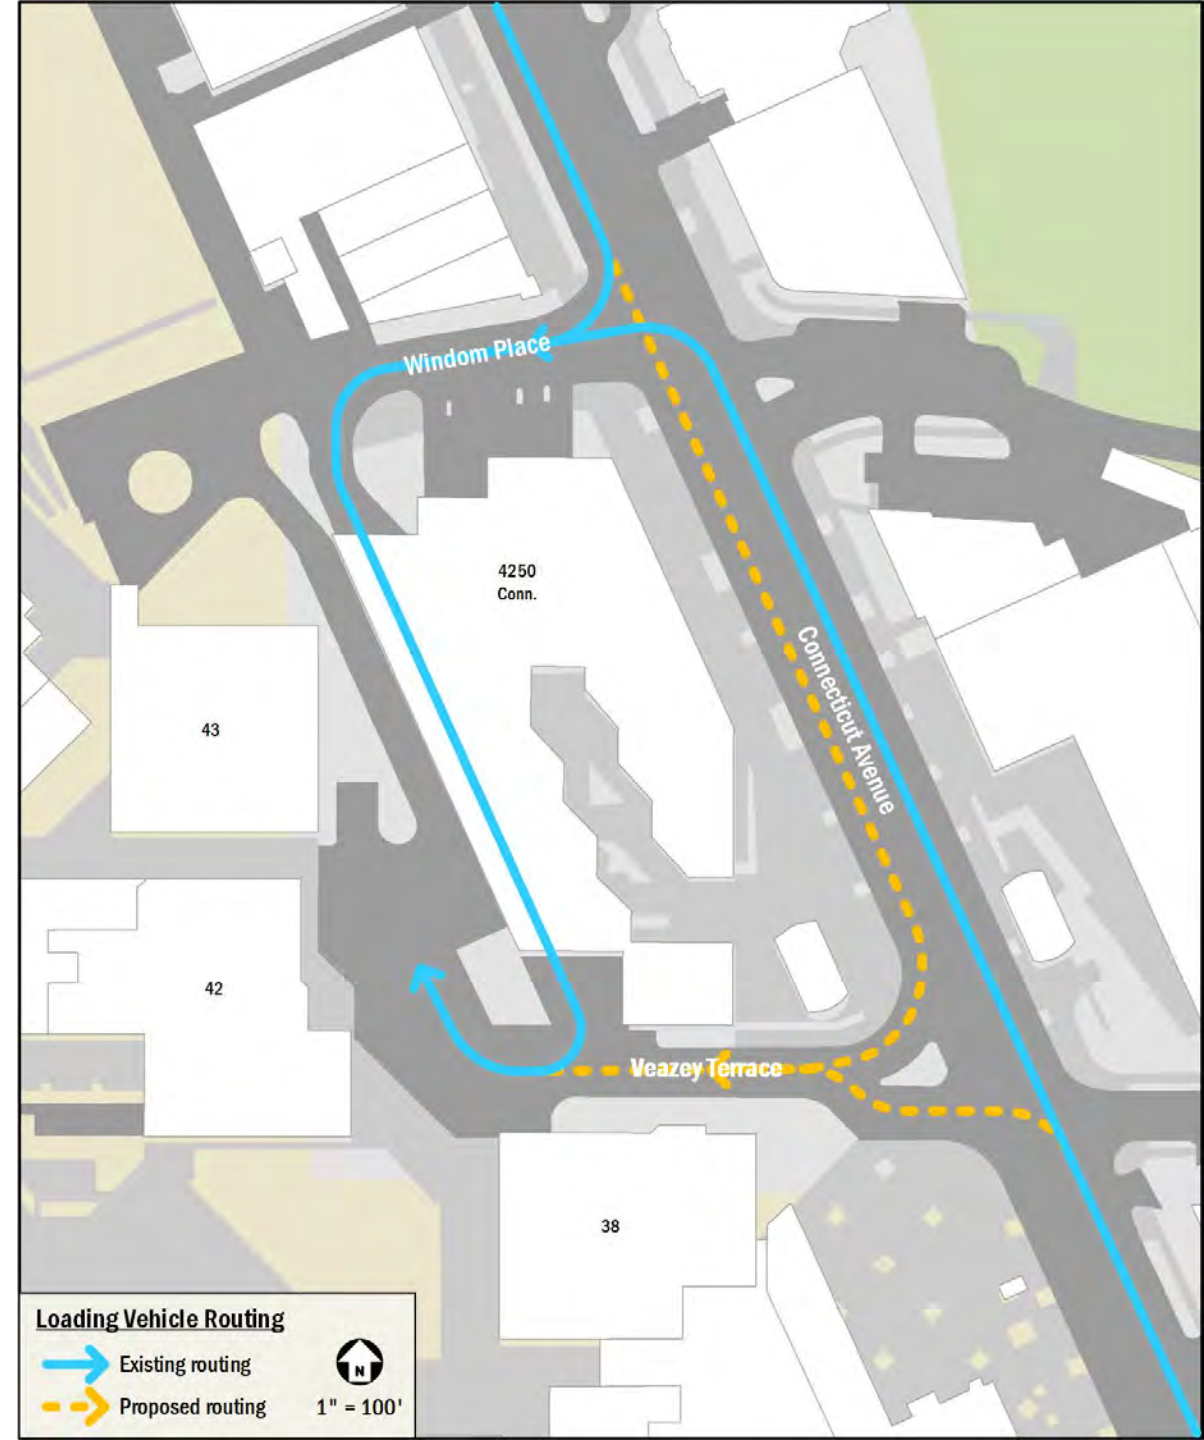 Windom Place
4250
Conn.
Connecticut Avenue
43
42
Veazey Terrace
38
Loading Vehicle Routing
Existing routing
N
Proposed routing
1" = 100'